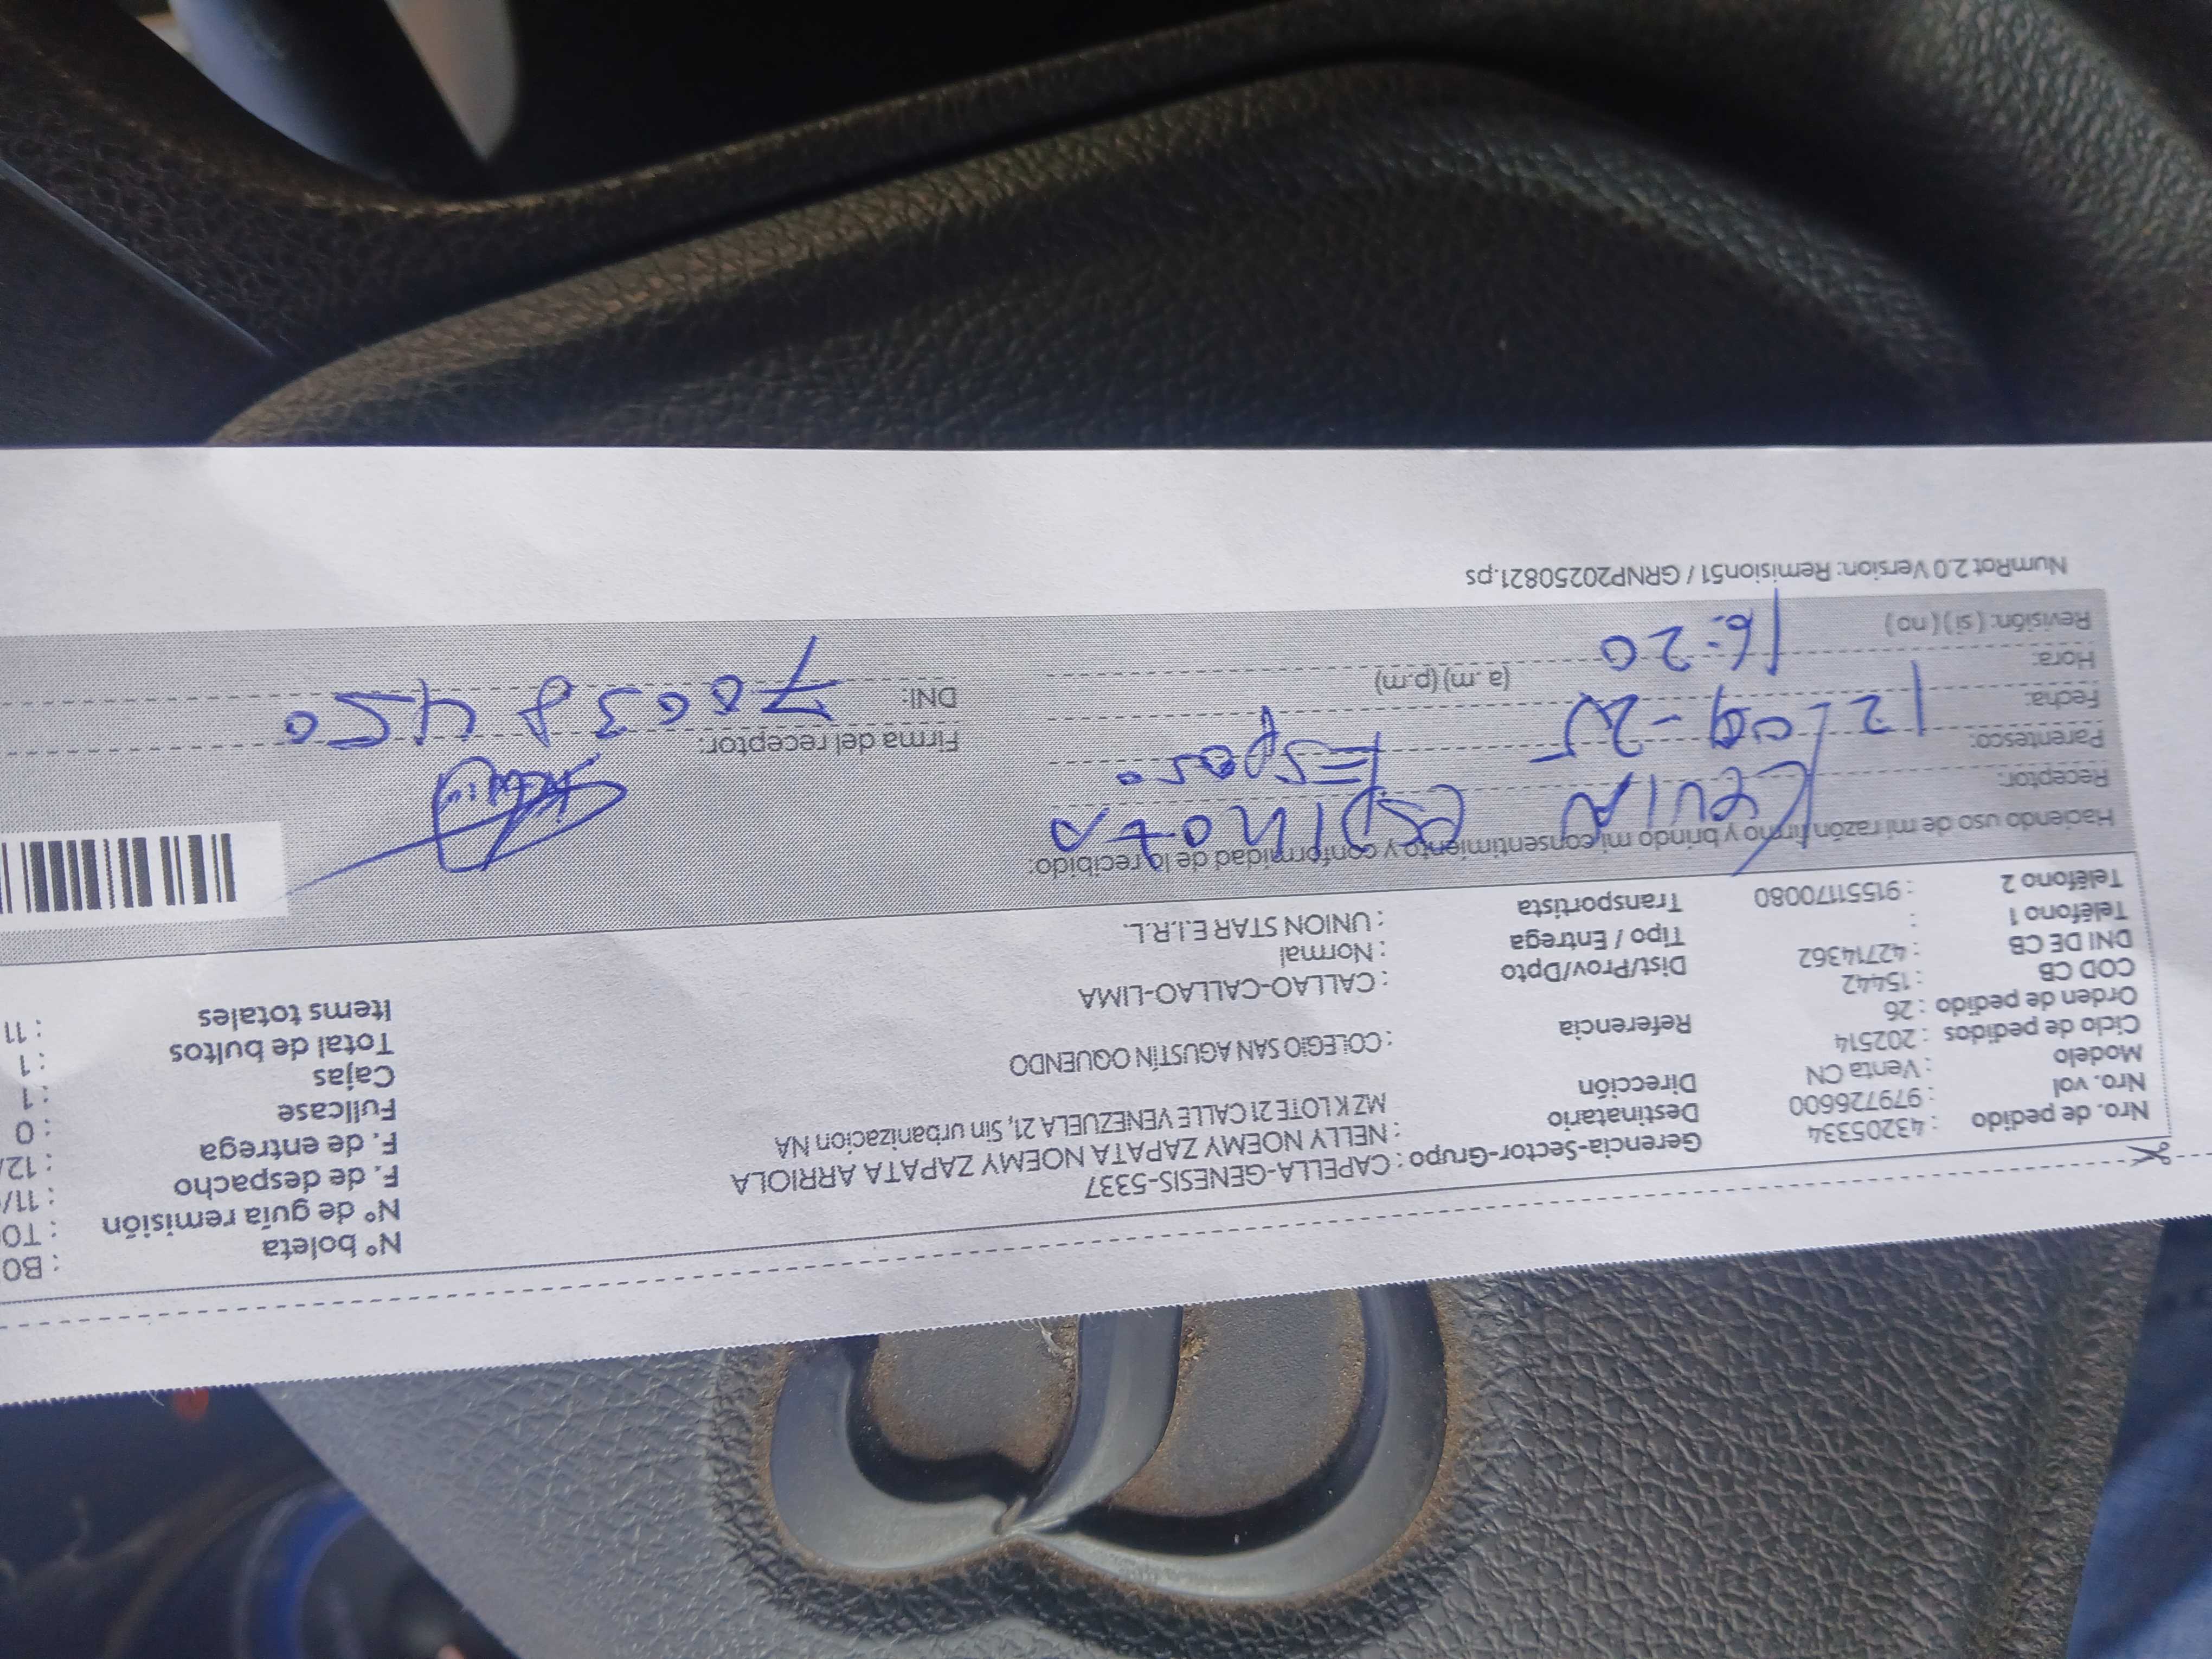 Nro. de pedido : 43205334 Gerencia-Sector-Grupo : CAPELLA-GENESIS-5337 N° boleta : B0
Nro. vol : 979726600 Destinatario : NELLY NOEMY ZAPATA NOEMY ZAPATA ARRIOLA N° de guía remisión : T0
Modelo : Venta CN Dirección MZ K LOTE 21 CALLE VENEZUELA 21, Sin urbanizacion NA F. de despacho : 11/
Ciclo de pedidos : 202514 F. de entrega : 12/
Orden de pedido : 26 Referencia : COLEGIO SAN AGUSTÍN OQUENDO Fullcase : 0
COD CB : 15442 Cajas : 1
DNI DE CB : 42714362 Dist/Prov/Dpto : CALLAO-CALLAO-LIMA Total de bultos : 1
Teléfono 1 : Tipo / Entrega : Normal Items totales : 11
Teléfono 2 : 91551170080 Transportista : UNION STAR E.I.R.L.
Haciendo uso de mi razón firmo y brindo mi consentimiento y conformidad de lo recibido:
Receptor: Kevin Espinoza
Parentesco: Esposo Firma del receptor:
Fecha: 12-09-25 DNI: 70038450
Hora: 16:20 (a. m) (p.m)
Revisión: ( si ) ( no )
NumRot 2.0 Version: Remision51 / GRNP20250821.ps